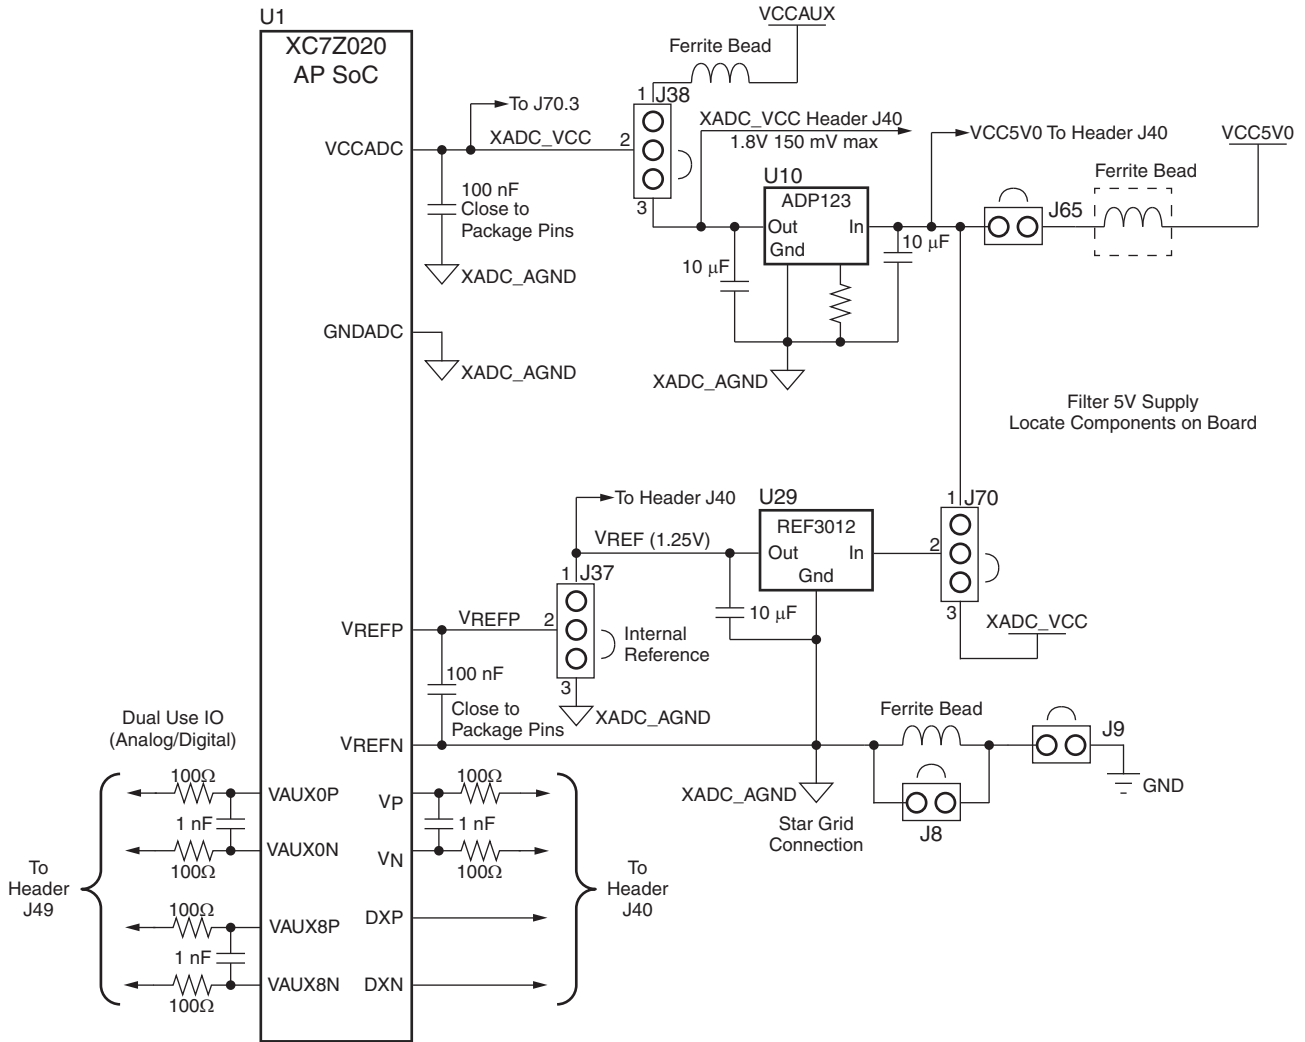 U1
XC7Z020
AP SoC
VCCAUX
Ferrite Bead
1
J38
2
3
To J70.3
XADC_VCC
VCCADC
100 nF
Close to
Package Pins
XADC_AGND
XADC_VCC Header J40
1.8V 150 mV max
VCC5V0 To Header J40
VCC5V0
U10
ADP123
Out
In
Gnd
10 µF
10 µF
J65
Ferrite Bead
XADC_AGND
GNDADC
XADC_AGND
Filter 5V Supply
Locate Components on Board
To Header J40
VREF (1.25V)
U29
REF3012
Out
In
Gnd
10 µF
1
J70
2
3
XADC_VCC
1
J37
2
3
Internal
Reference
XADC_AGND
VREFP
VREFP
100 nF
Close to
Package Pins
VREFN
Ferrite Bead
J9
GND
J8
XADC_AGND
Star Grid
Connection
Dual Use IO
(Analog/Digital)
100Ω
VAUX0P
1 nF
VAUX0N
100Ω
100Ω
VAUX8P
1 nF
VAUX8N
100Ω
To
Header
J49
VP
100Ω
1 nF
VN
100Ω
DXP
DXN
To
Header
J40